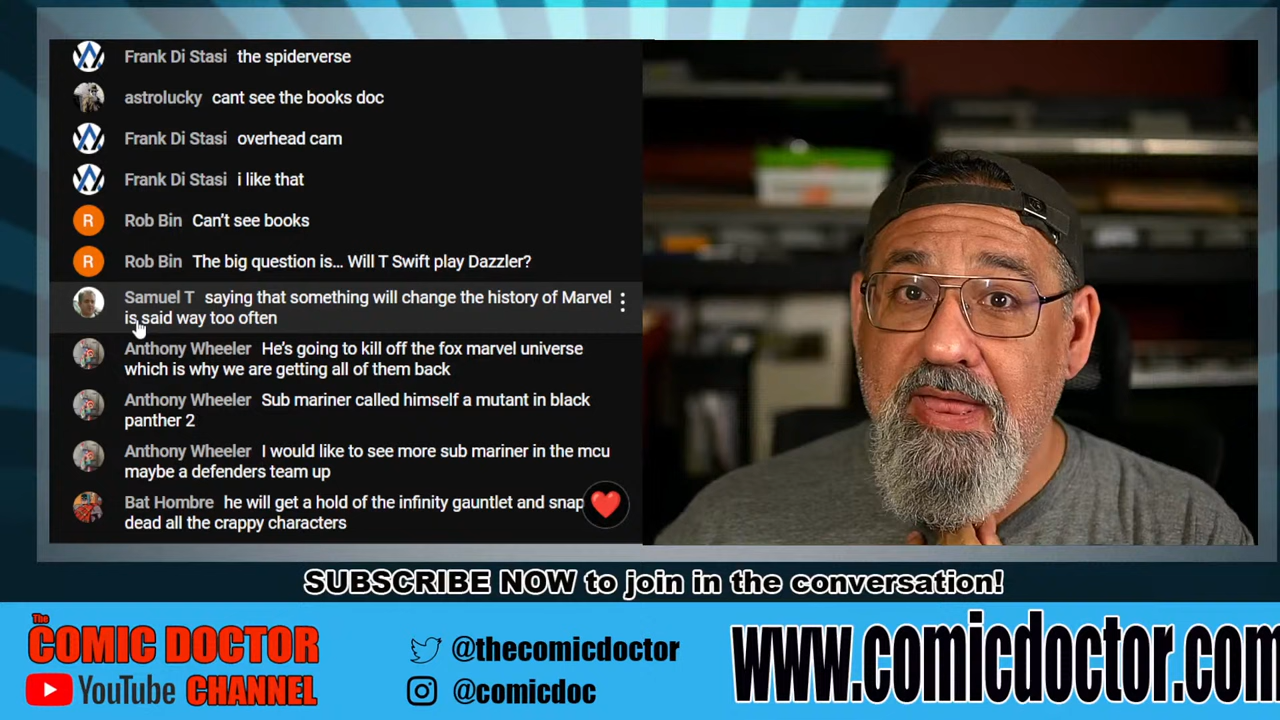 Frank Di Stasi the spiderverse
astrolucky cant see the books doc
Frank Di Stasi overhead cam
Frank Di Stasi i like that
R Rob Bin Can't see books
R Rob Bin The big question is... Will T Swift play Dazzler?
Samuel T saying that something will change the history of Marvel
is said way too often
Anthony Wheeler He's going to kill off the fox marvel universe
which is why we are getting all of them back
Anthony Wheeler Sub mariner called himself a mutant in black
panther 2
Anthony Wheeler I would like to see more sub mariner in the mcu
maybe a defenders team up
Bat Hombre he will get a hold of the infinity gauntlet and snap
dead all the crappy characters
SUBSCRIBE NOW to join in the conversation!
The
COMIC DOCTOR
YouTube CHANNEL
@thecomicdoctor
@comicdoc
www.comicdoctor.com